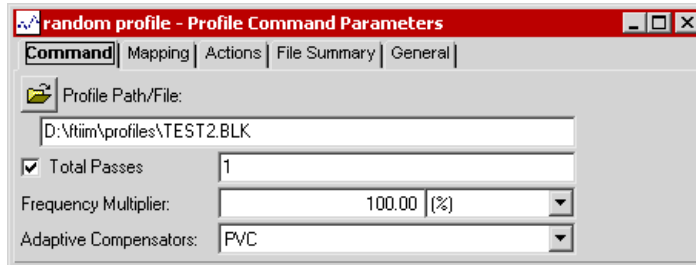 random profile - Profile Command Parameters
Command Mapping Actions File Summary General
Profile Path/File:
D:\ftiim\profiles\TEST2.BLK
Total Passes 1
Frequency Multiplier: 100.00 (%)
Adaptive Compensators: PVC